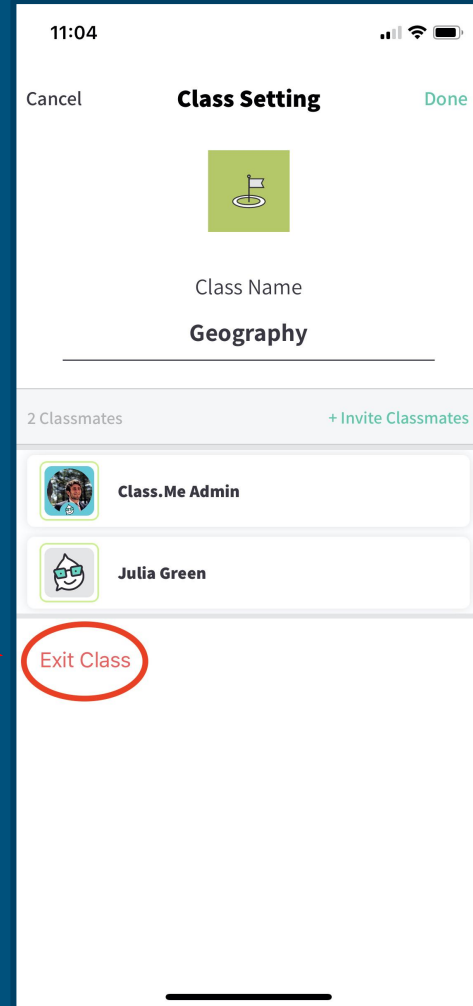 11:04
Cancel Class Setting Done
Class Name
Geography
2 Classmates + Invite Classmates
Class.Me Admin
Julia Green
Exit Class